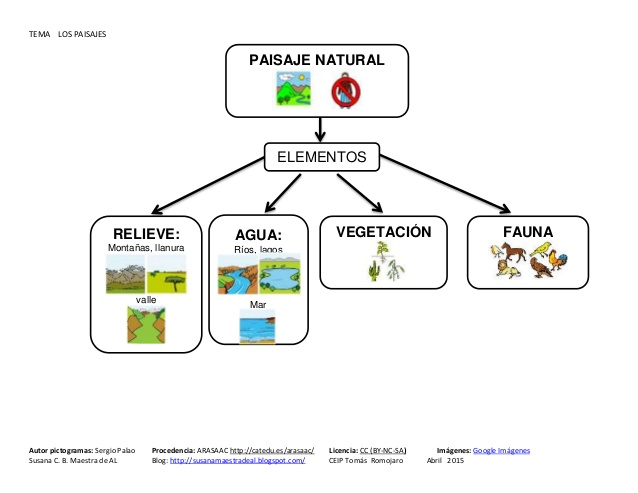 TEMA LOS PAISAJES
PAISAJE NATURAL
ELEMENTOS
RELIEVE:
Montañas, llanura
valle
AGUA:
Ríos, lagos
Mar
VEGETACIÓN
FAUNA
Autor pictogramas: Sergio Palao Procedencia: ARASAAC http://catedu.es/arasaac/ Licencia: CC (BY-NC-SA) Imágenes: Google Imágenes
Susana C. B. Maestra de AL Blog: http://susanamaestradeal.blogspot.com/ CEIP Tomás Romojaro Abril 2015